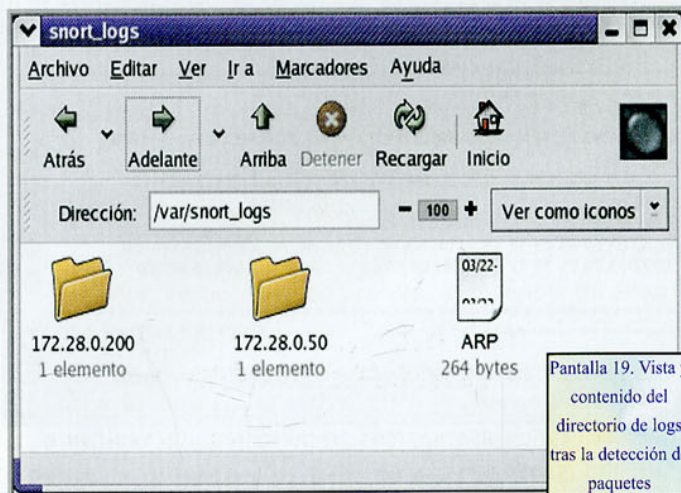 snort_logs
Archivo Editar Ver Ir a Marcadores Ayuda
Atrás Adelante Arriba Detener Recargar Inicio
Dirección: /var/snort_logs 100 Ver como iconos
03/22-
172.28.0.200
1 elemento
172.28.0.50
1 elemento
ARP
264 bytes
Pantalla 19. Vista
contenido del
directorio de logs
tras la detección de
paquetes